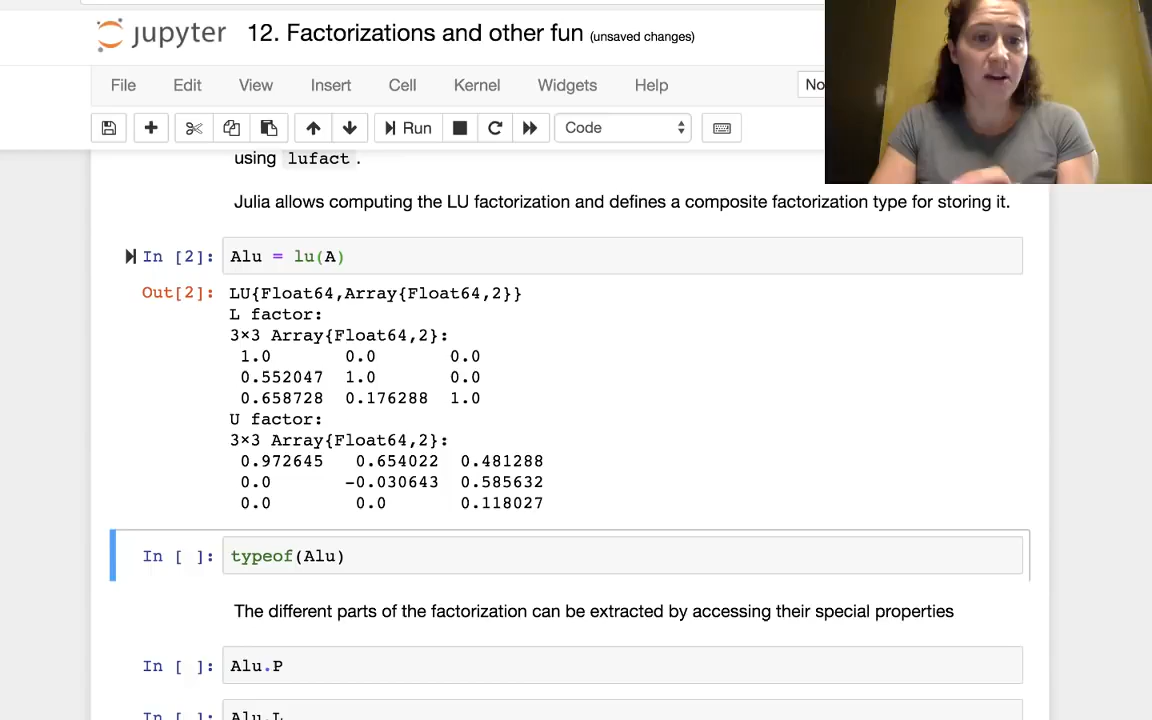 jupyter 12. Factorizations and other fun (unsaved changes)
File Edit View Insert Cell Kernel Widgets Help No
Run Code
using lufact .
Julia allows computing the LU factorization and defines a composite factorization type for storing it.
In [2]: Alu = lu(A)
Out[2]: LU{Float64,Array{Float64,2}}
L factor:
3×3 Array{Float64,2}:
1.0 0.0 0.0
0.552047 1.0 0.0
0.658728 0.176288 1.0
U factor:
3×3 Array{Float64,2}:
0.972645 0.654022 0.481288
0.0 -0.030643 0.585632
0.0 0.0 0.118027
In [ ]: typeof(Alu)
The different parts of the factorization can be extracted by accessing their special properties
In [ ]: Alu.P
In [ ]: Alu.L